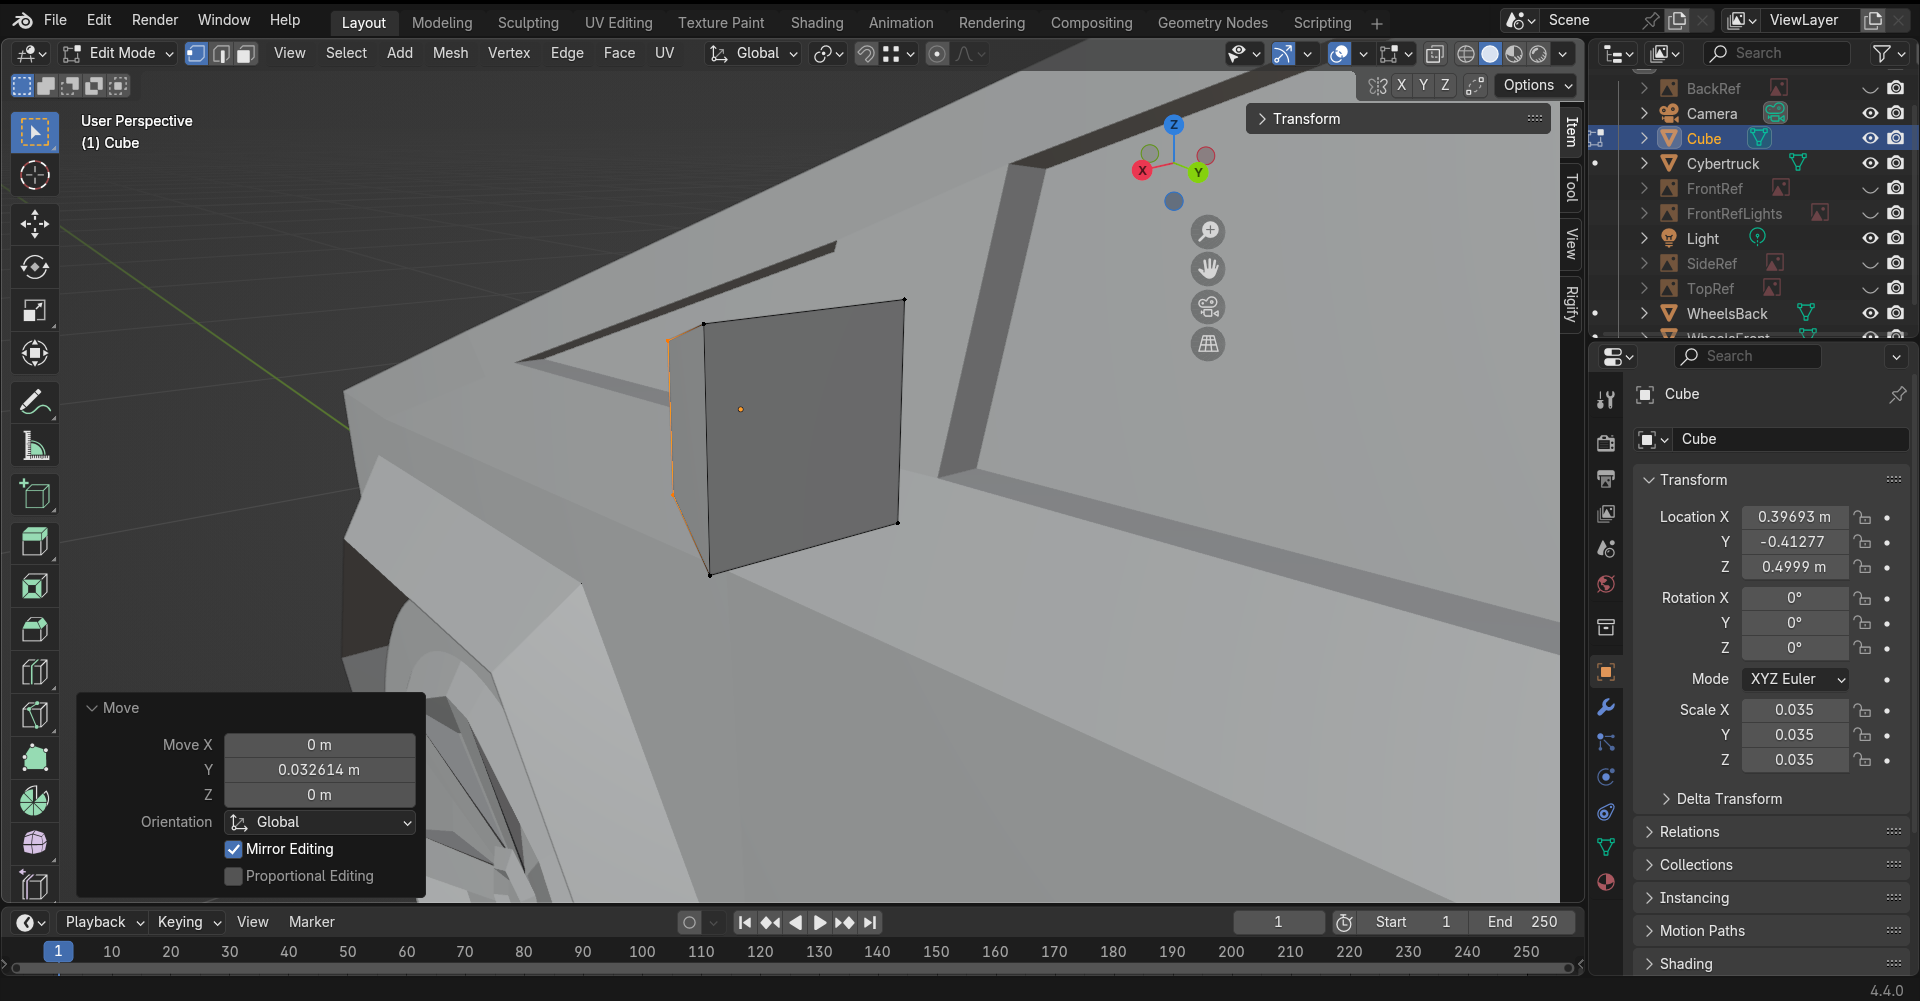 File Edit Render Window Help Layout Modeling Sculpting UV Editing Texture Paint Shading Animation Rendering Compositing Geometry Nodes Scripting + Scene ViewLayer
Edit Mode View Select Add Mesh Vertex Edge Face UV Global Search
X Y Z Options
User Perspective
(1) Cube
Transform
Z
X
Y
Item
Tool
View
Rigify
BackRef
Camera
Cube
Cybertruck
FrontRef
FrontRefLights
Light
SideRef
TopRef
WheelsBack
WheelsFront
Search
Cube
Cube
Transform
Location X 0.39693 m
Y -0.41277
Z 0.4999 m
Rotation X 0°
Y 0°
Z 0°
Mode XYZ Euler
Scale X 0.035
Y 0.035
Z 0.035
Delta Transform
Relations
Collections
Instancing
Motion Paths
Shading
Move
Move X 0 m
Y 0.032614 m
Z 0 m
Orientation Global
Mirror Editing
Proportional Editing
Playback Keying View Marker 1 Start 1 End 250
1 10 20 30 40 50 60 70 80 90 100 110 120 130 140 150 160 170 180 190 200 210 220 230 240 250
4.4.0